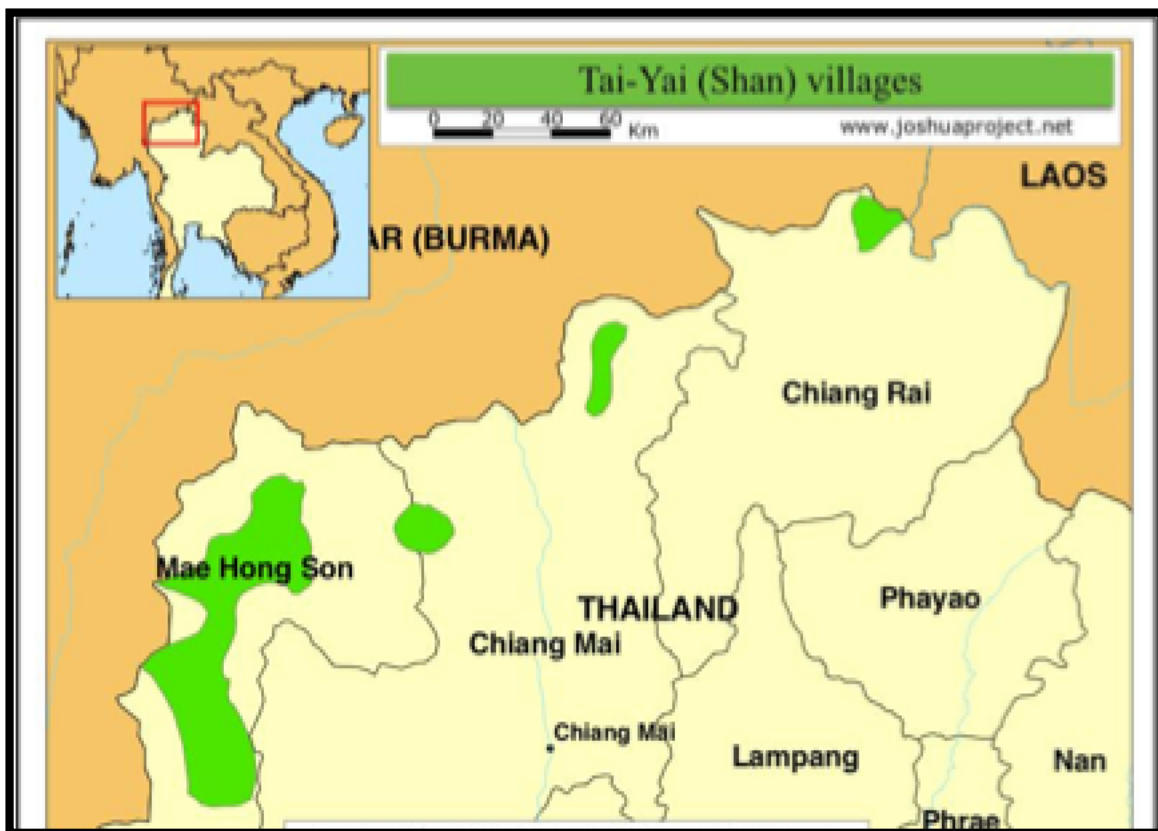 Tai-Yai (Shan) villages
0 20 40 60 Km
www.joshuaproject.net
LAOS
AR (BURMA)
Chiang Rai
Mae Hong Son
Phayao
THAILAND
Chiang Mai
Chiang Mai
Lampang
Nan
Phrae